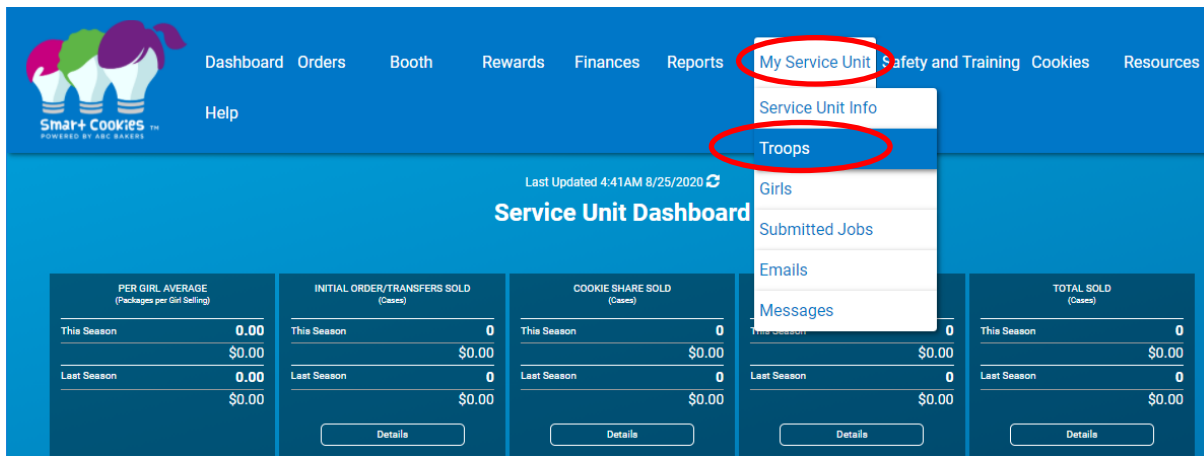 Dashboard Orders Booth Rewards Finances Reports My Service Unit Safety and Training Cookies Resources
Help
Smart Cookies TM
POWERED BY ABC BAKERS
Service Unit Info
Troops
Girls
Submitted Jobs
Emails
Messages
Last Updated 4:41AM 8/25/2020
Service Unit Dashboard
PER GIRL AVERAGE
(Packages per Girl Selling)
This Season 0.00
$0.00
Last Season 0.00
$0.00
INITIAL ORDER/TRANSFERS SOLD
(Cases)
This Season 0
$0.00
Last Season 0
$0.00
Details
COOKIE SHARE SOLD
(Cases)
This Season 0
$0.00
Last Season 0
$0.00
Details
This Season 0
$0.00
Last Season 0
$0.00
Details
TOTAL SOLD
(Cases)
This Season 0
$0.00
Last Season 0
$0.00
Details